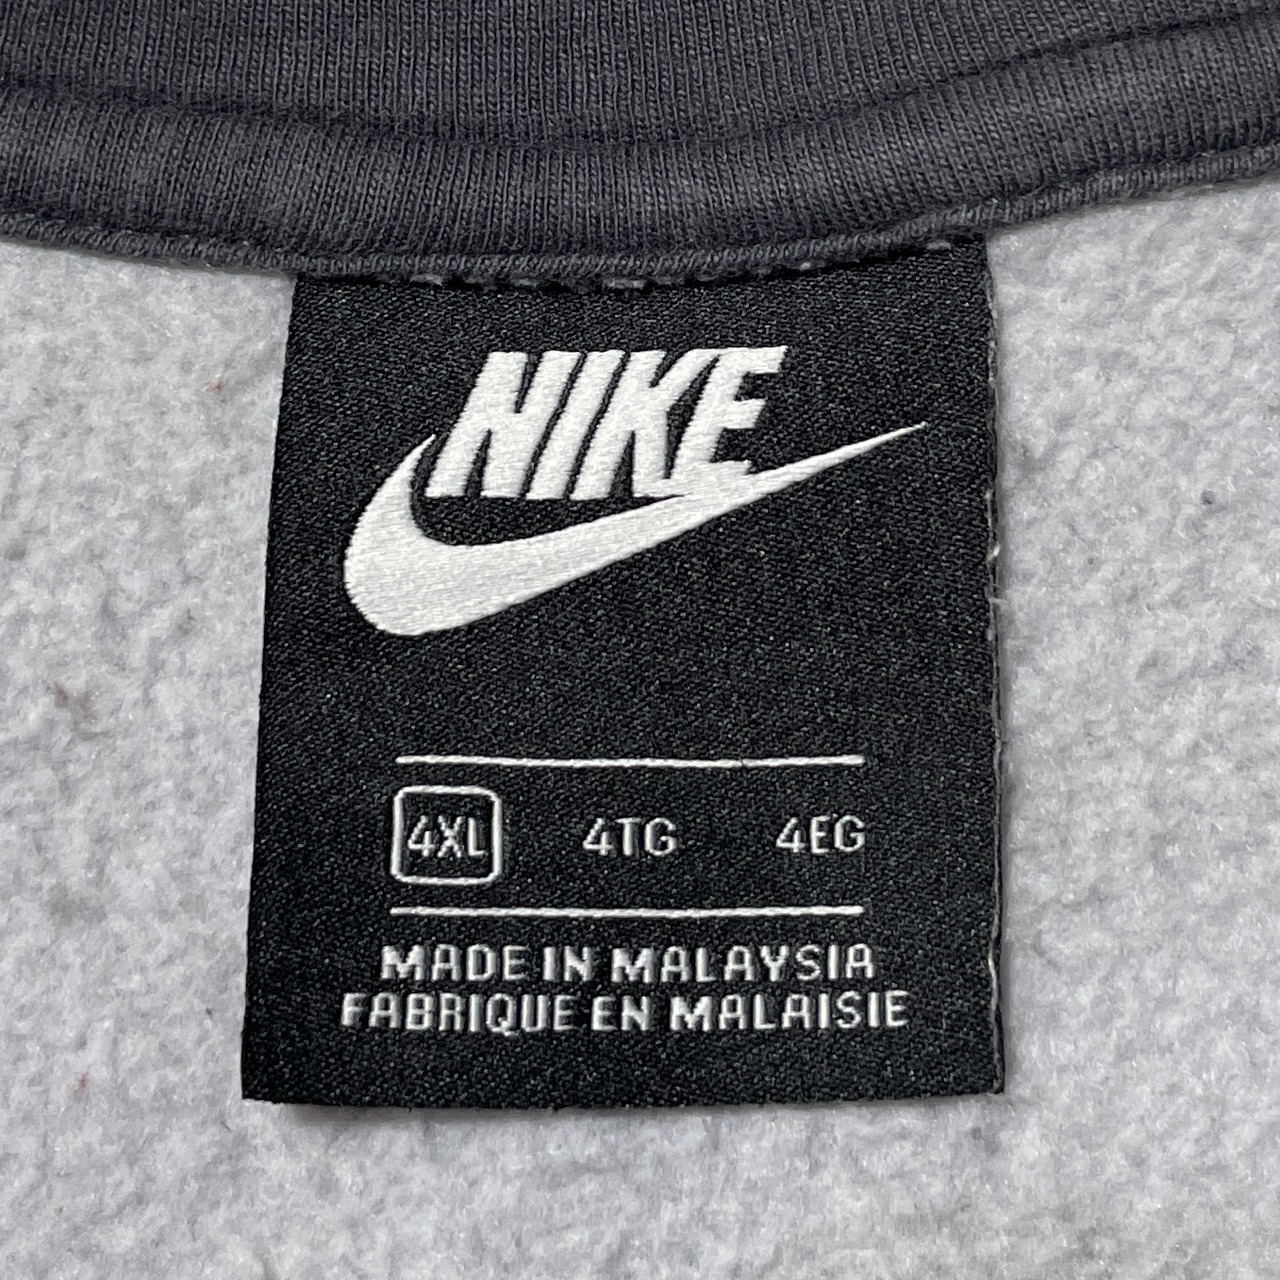 NIKE
4XL 4TG 4EG
MADE IN MALAYSIA
FABRIQUE EN MALAISIE